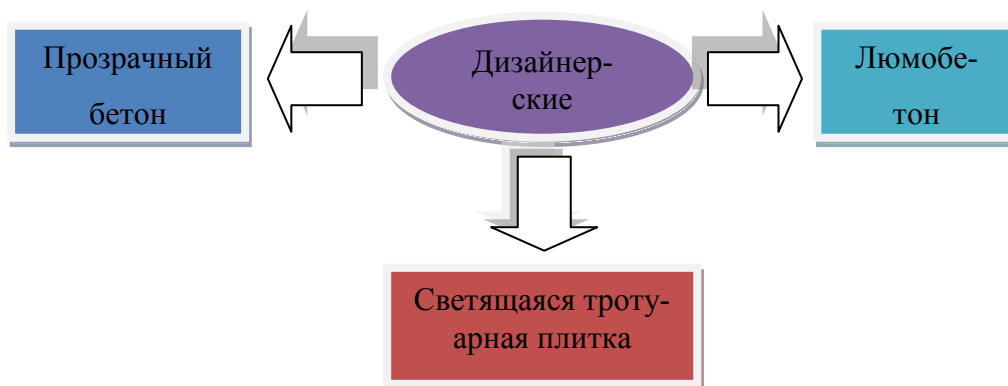 Прозрачный
бетон
Дизайнер-
ские
Люмобе-
тон
Светящаяся троту-
арная плитка